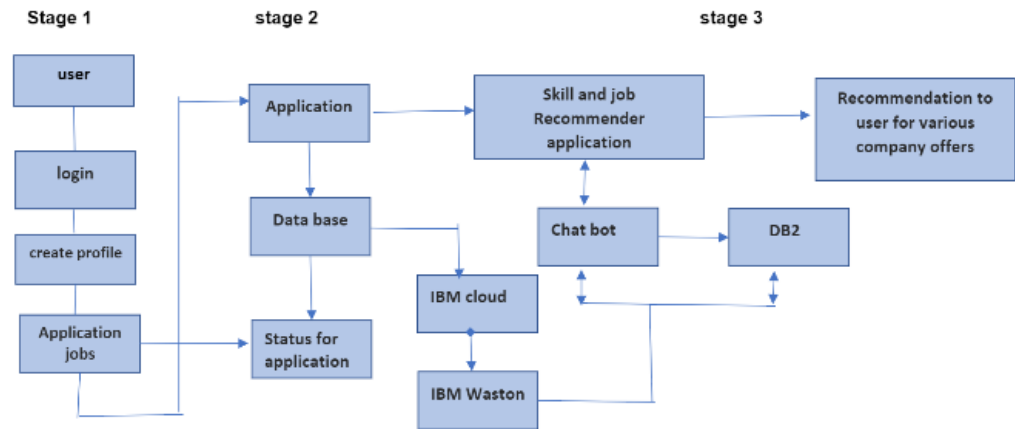 Stage 1
stage 2
stage 3
user
login
create profile
Application
jobs
Application
Data base
Status for
application
IBM cloud
IBM Waston
Skill and job
Recommender
application
Chat bot
DB2
Recommendation to
user for various
company offers